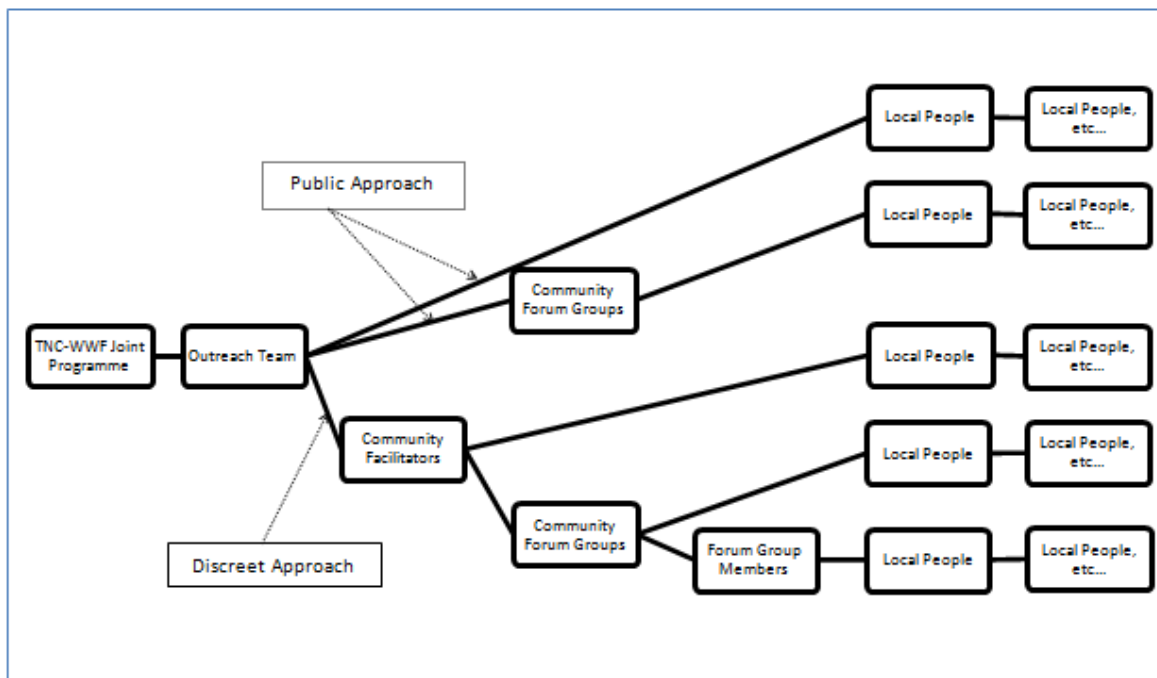 Local People
Local People,
etc...
Public Approach
Local People
Local People,
etc...
Community
Forum Groups
TNC-WWF Joint
Programme
Outreach Team
Local People
Local People,
etc...
Community
Facilitators
Local People
Local People,
etc...
Community
Forum Groups
Discreet Approach
Forum Group
Members
Local People
Local People,
etc...